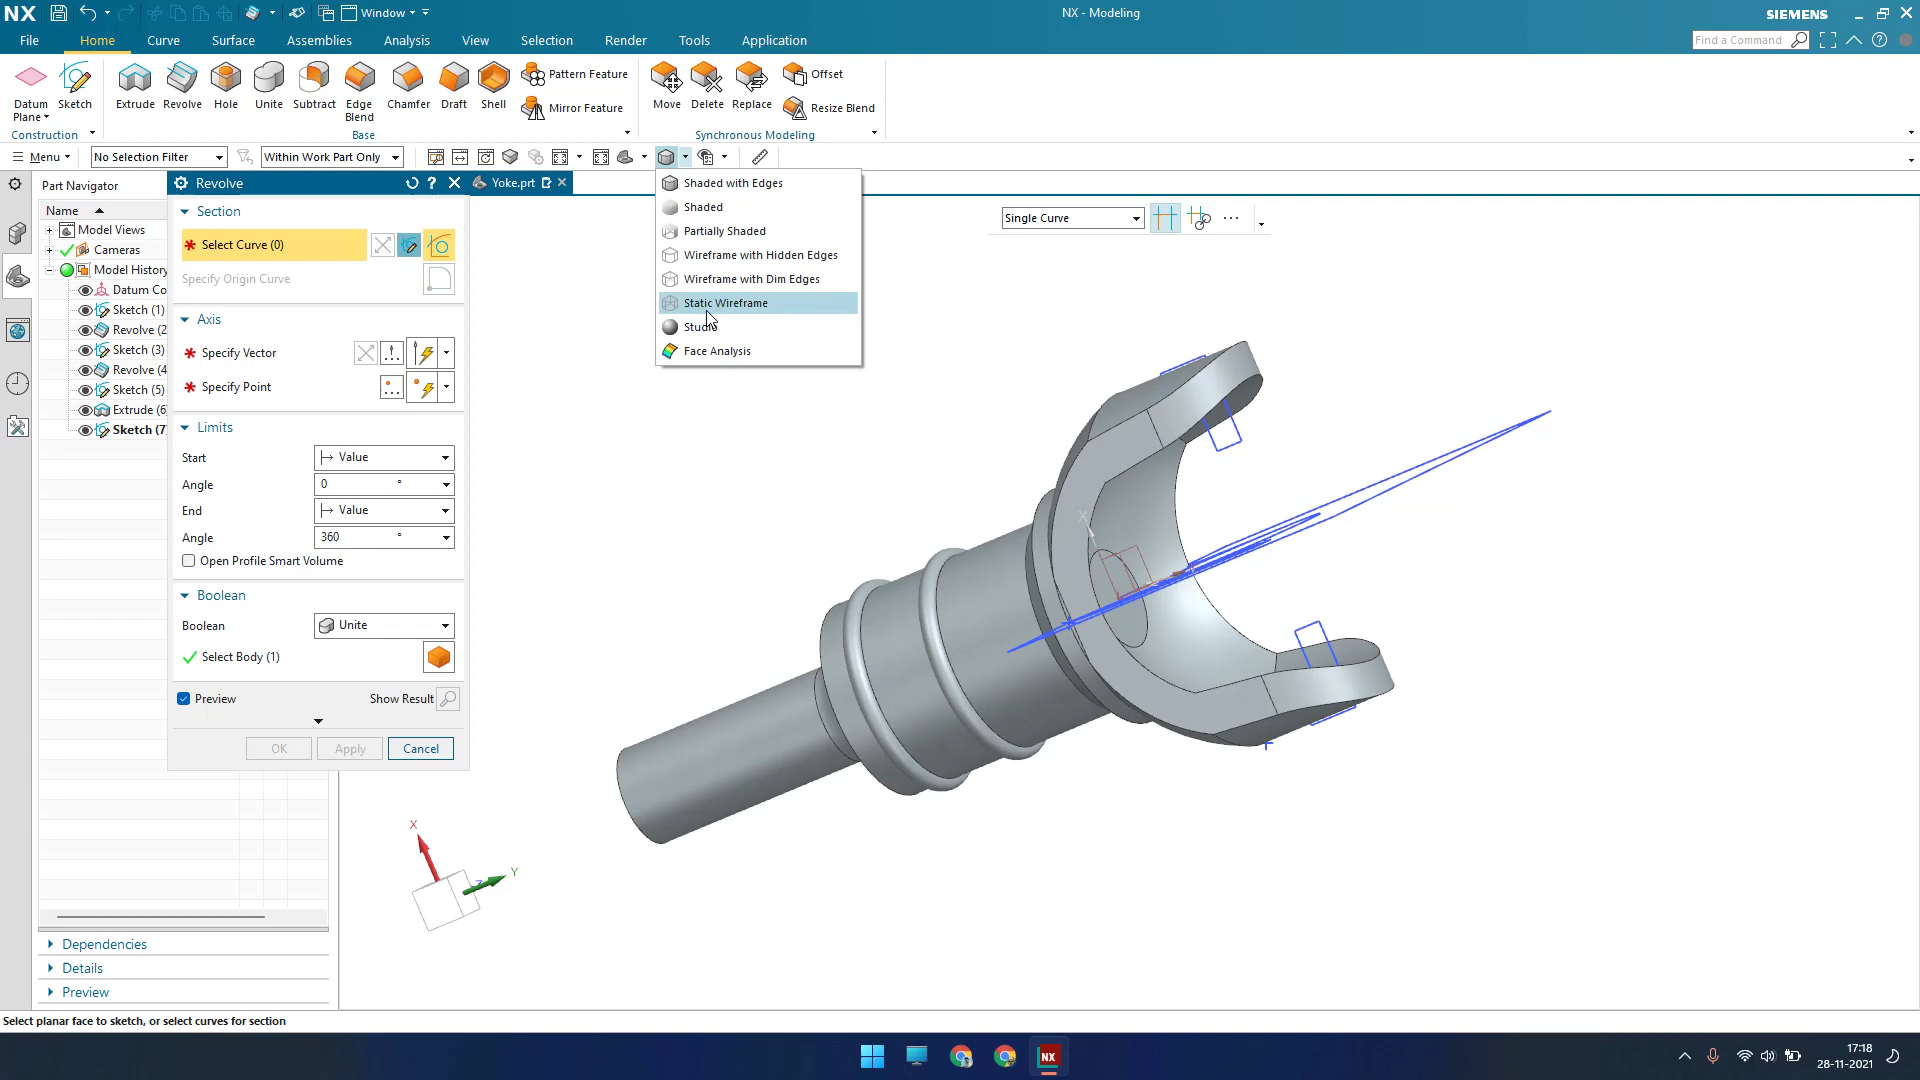 NX
Window
NX - Modeling
SIEMENS
File
Home
Curve
Surface
Assemblies
Analysis
View
Selection
Render
Tools
Application
Find a Command
Datum
Plane
Sketch
Extrude
Revolve
Hole
Unite
Subtract
Edge
Blend
Chamfer
Draft
Shell
Pattern Feature
Mirror Feature
Move
Delete
Replace
Offset
Resize Blend
Construction
Base
Synchronous Modeling
Menu
No Selection Filter
Within Work Part Only
Part Navigator
Name
Model Views
Cameras
Model History
Datum Co
Sketch (1)
Revolve (2
Sketch (3)
Revolve (4
Sketch (5)
Extrude (6
Sketch (7
Dependencies
Details
Preview
Revolve
Section
* Select Curve (0)
Specify Origin Curve
Axis
* Specify Vector
* Specify Point
Limits
Start
Value
Angle
0 °
End
Value
Angle
360 °
Open Profile Smart Volume
Boolean
Boolean
Unite
Select Body (1)
Preview
Show Result
OK
Apply
Cancel
Yoke.prt
Shaded with Edges
Shaded
Partially Shaded
Wireframe with Hidden Edges
Wireframe with Dim Edges
Static Wireframe
Studio
Face Analysis
Single Curve
X
X
Y
Z
Select planar face to sketch, or select curves for section
NX
17:18
28-11-2021